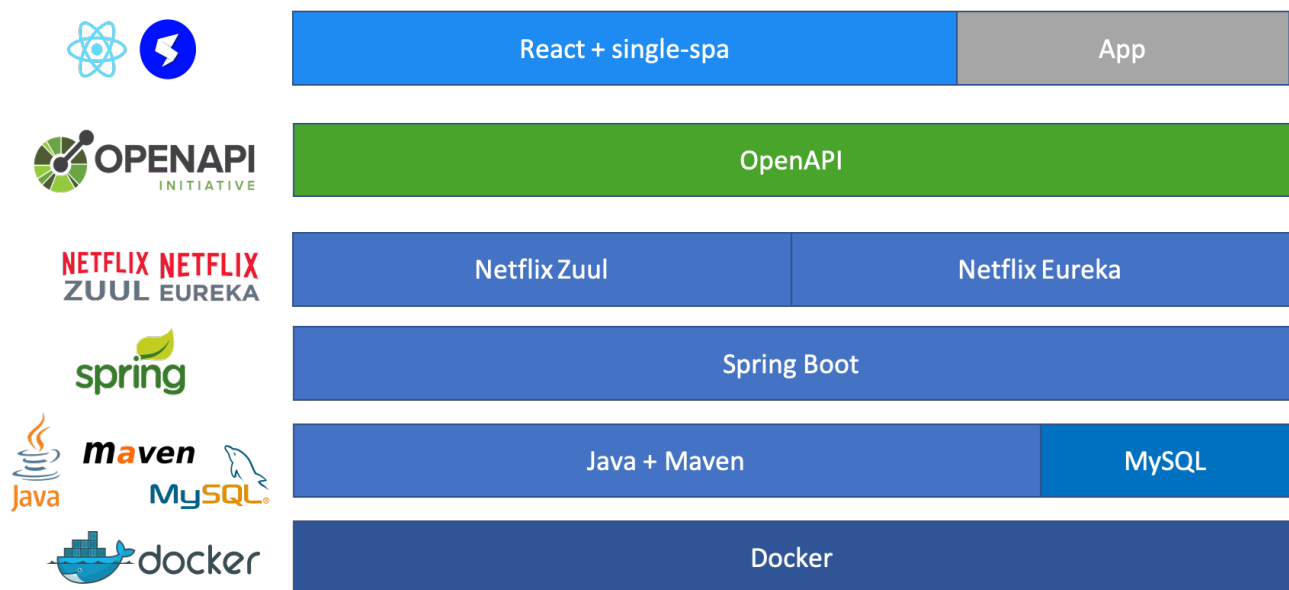 React + single-spa
App
OPENAPI
INITIATIVE
OpenAPI
NETFLIX NETFLIX
ZUUL EUREKA
Netflix Zuul
Netflix Eureka
spring
Spring Boot
Java
maven
MySQL®
Java + Maven
MySQL
docker
Docker